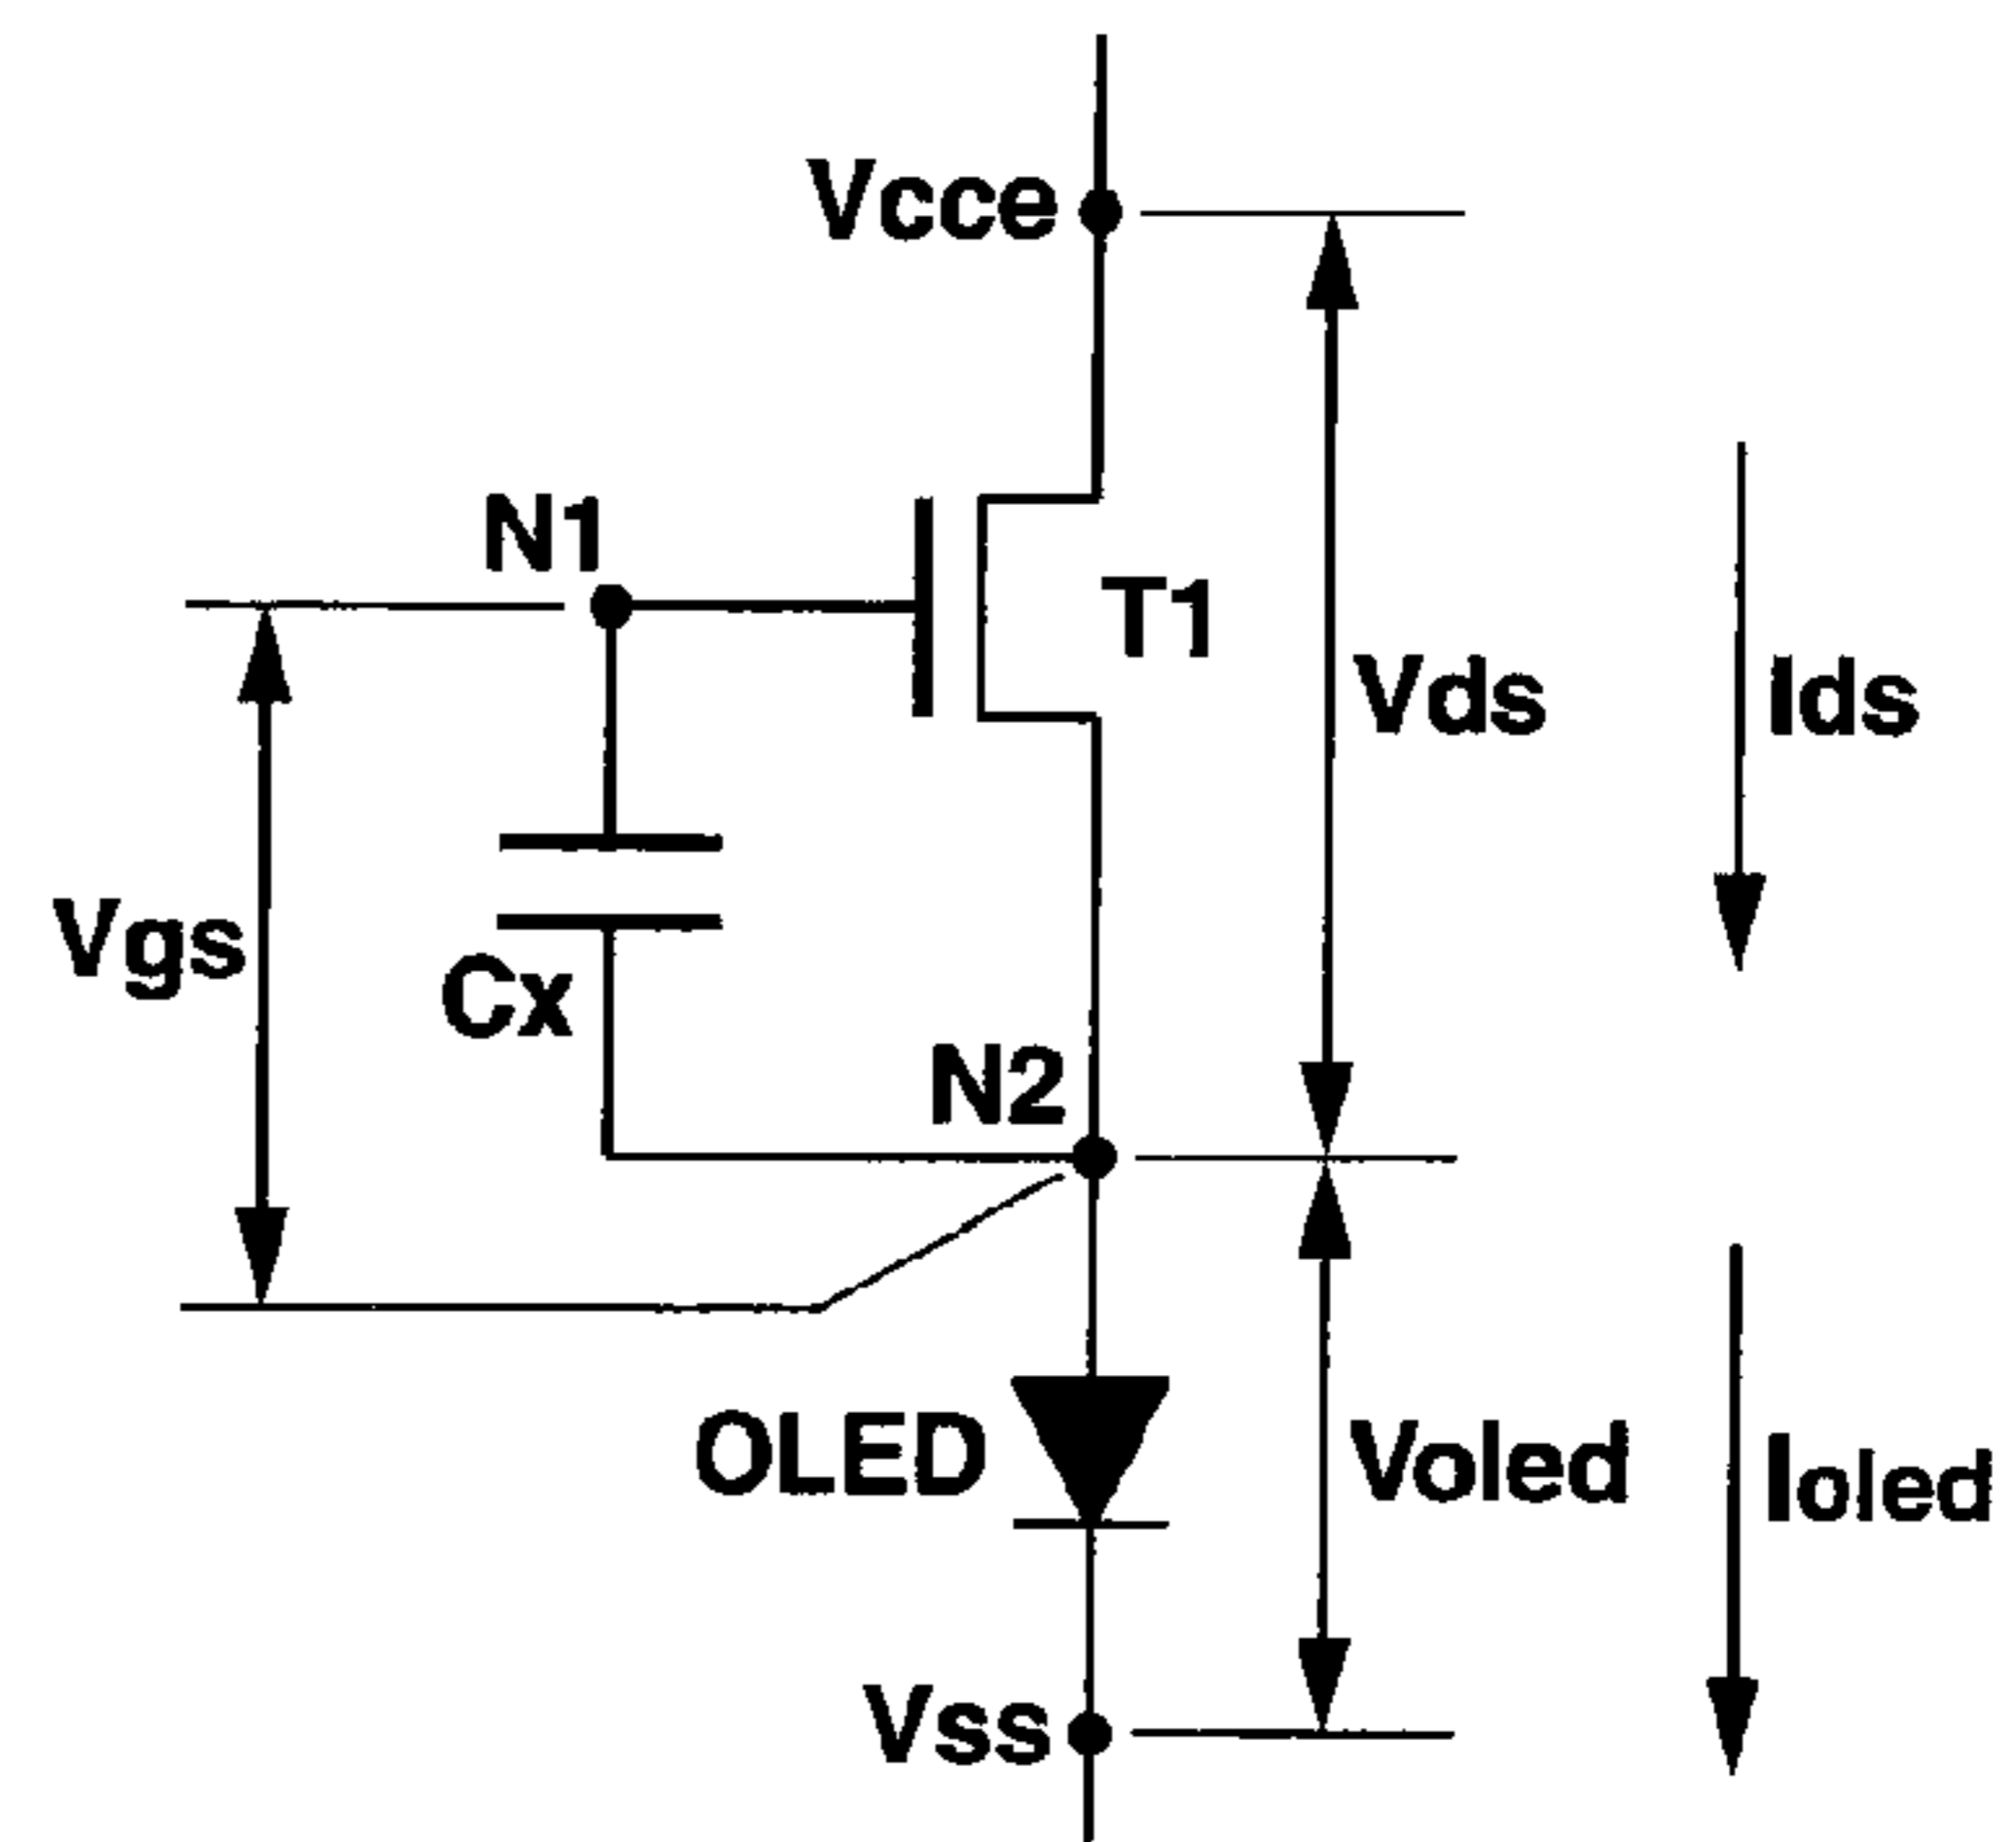 Vcce
N1
T1
Vds
Ids
Vgs
Cx
N2
OLED
Voled
Ioled
Vss